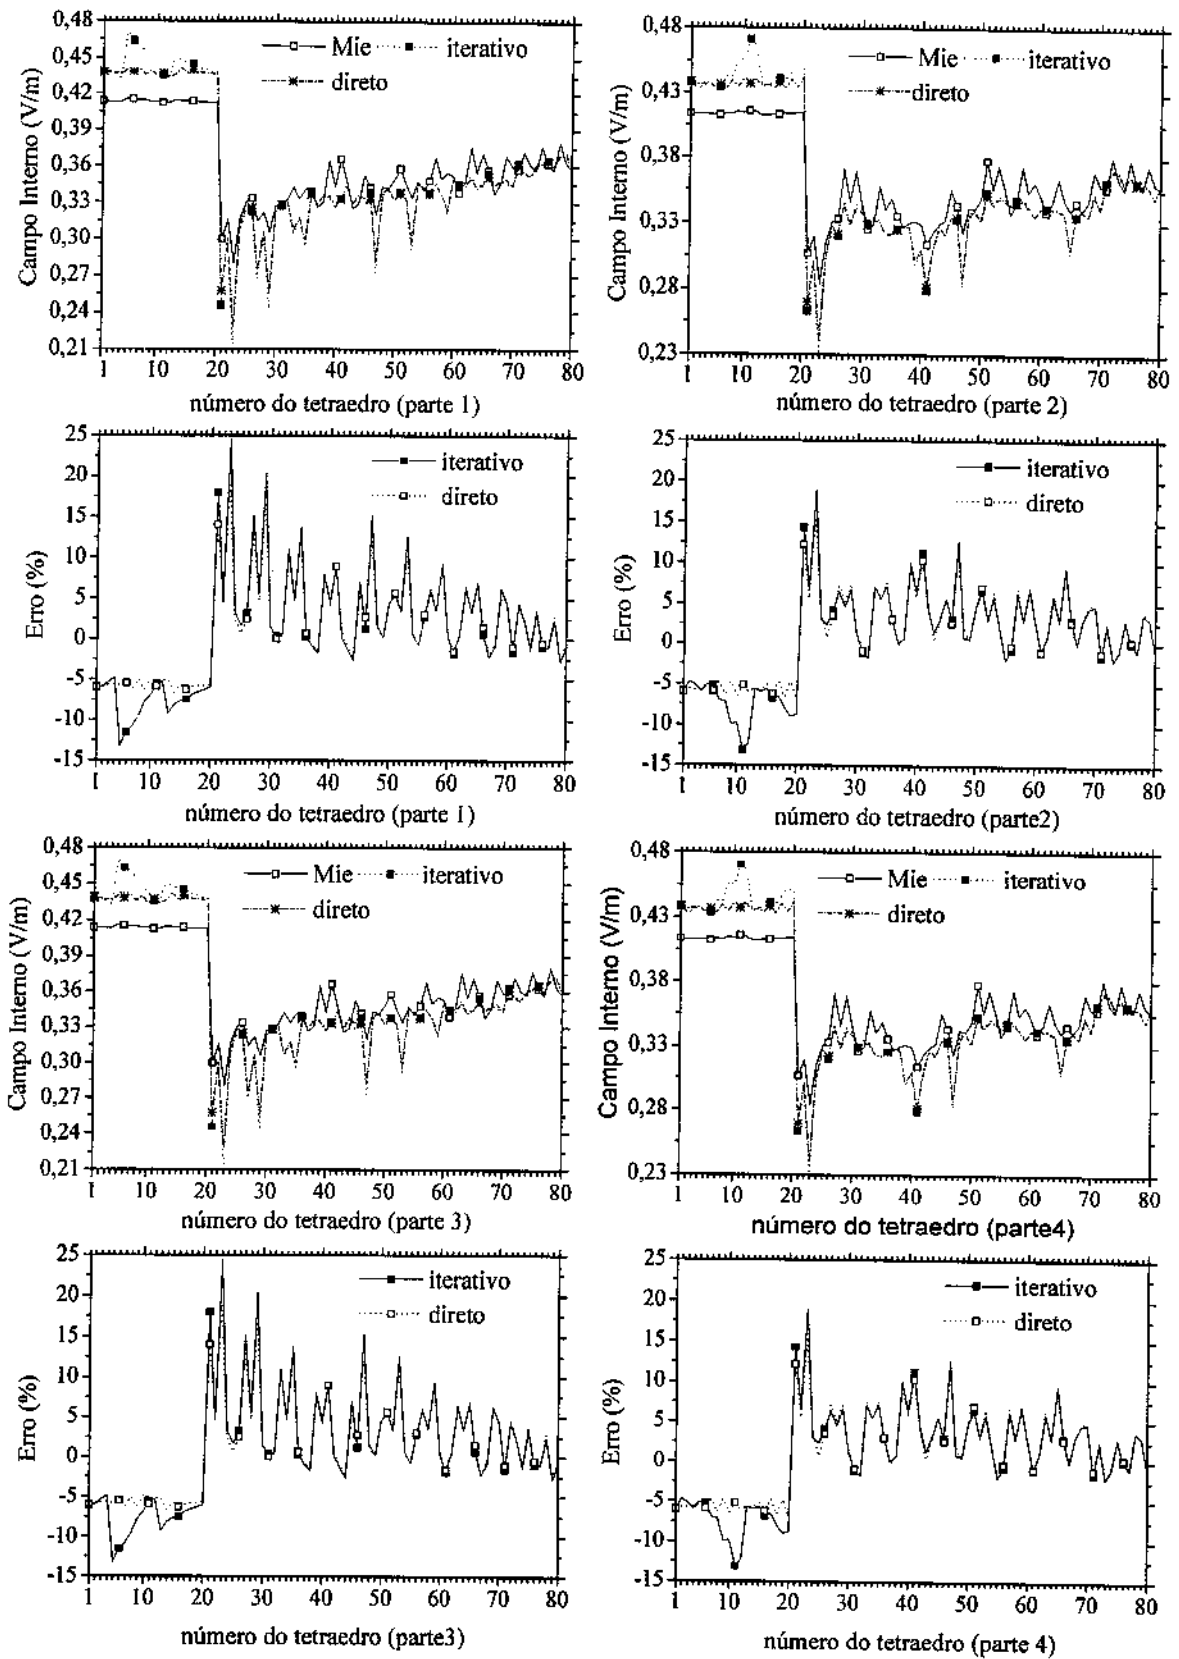 0,48
0,45
0,42
0,39
0,36
0,33
0,30
0,27
0,24
0,21
Campo Interno (V/m)
Mie iterativo
direto
1 10 20 30 40 50 60 70 80
número do tetraedro (parte 1)
0,48
0,43
0,38
0,33
0,28
0,23
Campo Interno (V/m)
Mie iterativo
direto
1 10 20 30 40 50 60 70 80
número do tetraedro (parte 2)
25
20
15
10
5
0
-5
-10
-15
Erro (%)
iterativo
direto
1 10 20 30 40 50 60 70 80
número do tetraedro (parte 1)
25
20
15
10
5
0
-5
-10
-15
Erro (%)
iterativo
direto
1 10 20 30 40 50 60 70 80
número do tetraedro (parte2)
0,48
0,45
0,42
0,36
0,33
0,30
0,27
0,24
0,21
Campo Interno (V/m)
Mie iterativo
direto
1 10 20 30 40 50 60 70 80
número do tetraedro (parte 3)
0,48
0,43
0,38
0,33
0,28
0,23
Campo Interno (V/m)
Mie iterativo
direto
1 10 20 30 40 50 60 70 80
número do tetraedro (parte4)
25
20
15
10
5
0
-5
-10
-15
Erro (%)
iterativo
direto
1 10 20 30 40 50 60 70 80
número do tetraedro (parte3)
25
20
15
10
5
0
-5
-10
-15
Erro (%)
iterativo
direto
1 10 20 30 40 50 60 70 80
número do tetraedro (parte 4)